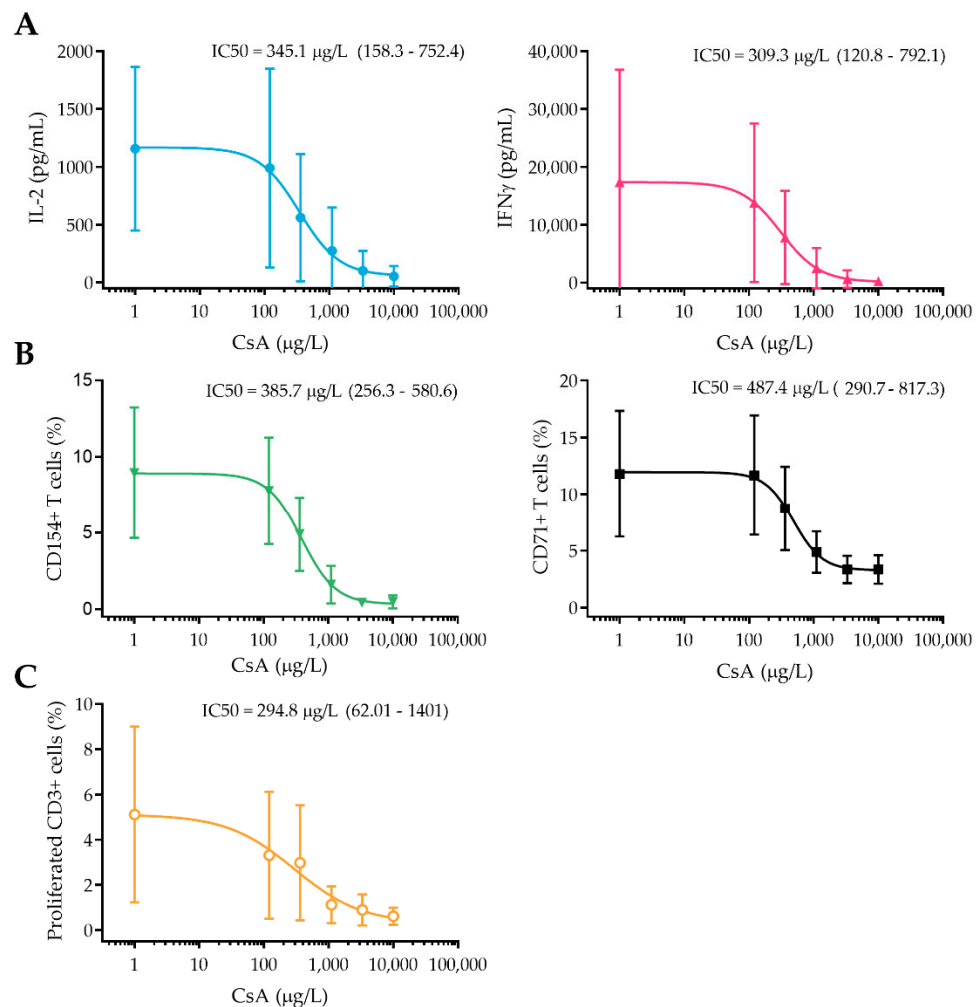 A
IC50 = 345.1 μg/L (158.3 - 752.4)
2000
1500
1000
500
0
IL-2 (pg/mL)
1 10 100 1,000 10,000 100,000
CsA (μg/L)
IC50 = 309.3 μg/L (120.8 - 792.1)
40,000
30,000
20,000
10,000
0
IFNγ (pg/mL)
1 10 100 1,000 10,000 100,000
CsA (μg/L)
B
IC50 = 385.7 μg/L (256.3 - 580.6)
15
10
5
0
CD154+ T cells (%)
1 10 100 1,000 10,000 100,000
CsA (μg/L)
IC50 = 487.4 μg/L ( 290.7 - 817.3)
20
15
10
5
0
CD71+ T cells (%)
1 10 100 1,000 10,000 100,000
CsA (μg/L)
C
IC50 = 294.8 μg/L (62.01 - 1401)
10
8
6
4
2
0
Proliferated CD3+ cells (%)
1 10 100 1,000 10,000 100,000
CsA (μg/L)